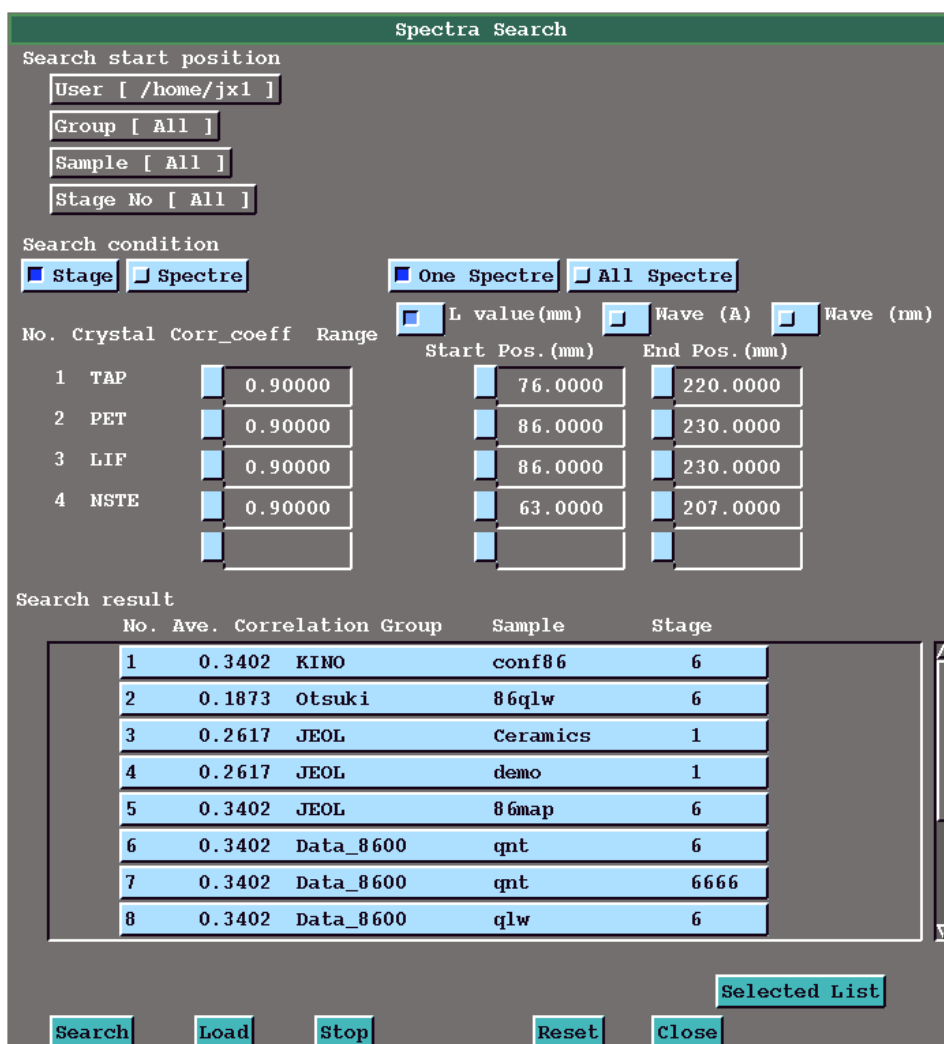 Spectra Search
Search start position
User [ /home/jx1 ]
Group [ All ]
Sample [ All ]
Stage No [ All ]
Search condition
Stage Spectre One Spectre All Spectre
L value(mm) Wave (A) Wave (nm)
No. Crystal Corr_coeff Range
Start Pos.(mm) End Pos.(mm)
1 TAP 0.90000 76.0000 220.0000
2 PET 0.90000 86.0000 230.0000
3 LIF 0.90000 86.0000 230.0000
4 NSTE 0.90000 63.0000 207.0000
Search result
No. Ave. Correlation Group Sample Stage
1 0.3402 KINO conf86 6
2 0.1873 Otsuki 86qlw 6
3 0.2617 JEOL Ceramics 1
4 0.2617 JEOL demo 1
5 0.3402 JEOL 86map 6
6 0.3402 Data_8600 qnt 6
7 0.3402 Data_8600 qnt 6666
8 0.3402 Data_8600 qlw 6
Selected List
Search Load Stop Reset Close